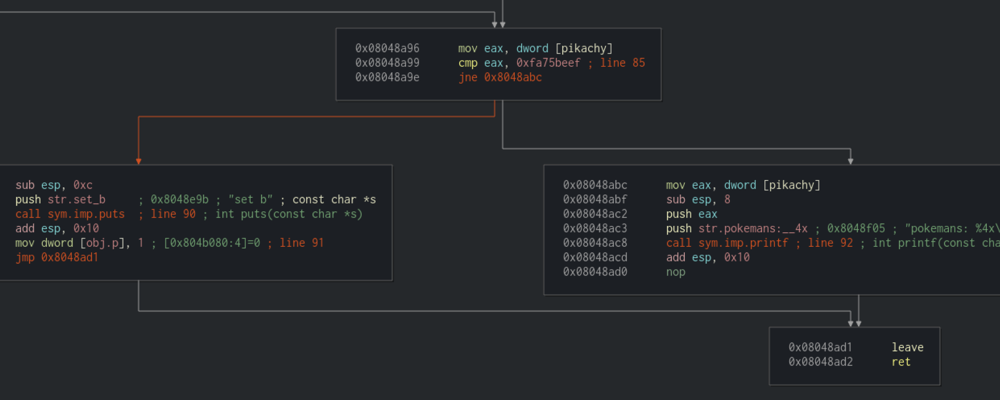 0x08048a96 mov eax, dword [pikachy]
0x08048a99 cmp eax, 0xfa75beef ; line 85
0x08048a9e jne 0x8048abc
sub esp, 0xc
push str.set_b ; 0x8048e9b ; "set b" ; const char *s
call sym.imp.puts ; line 90 ; int puts(const char *s)
add esp, 0x10
mov dword [obj.p], 1 ; [0x804b080:4]=0 ; line 91
jmp 0x8048ad1
0x08048abc mov eax, dword [pikachy]
0x08048abf sub esp, 8
0x08048ac2 push eax
0x08048ac3 push str.pokemans:__4x ; 0x8048f05 ; "pokemans: %4x\
0x08048ac8 call sym.imp.printf ; line 92 ; int printf(const cha
0x08048acd add esp, 0x10
0x08048ad0 nop
0x08048ad1 leave
0x08048ad2 ret